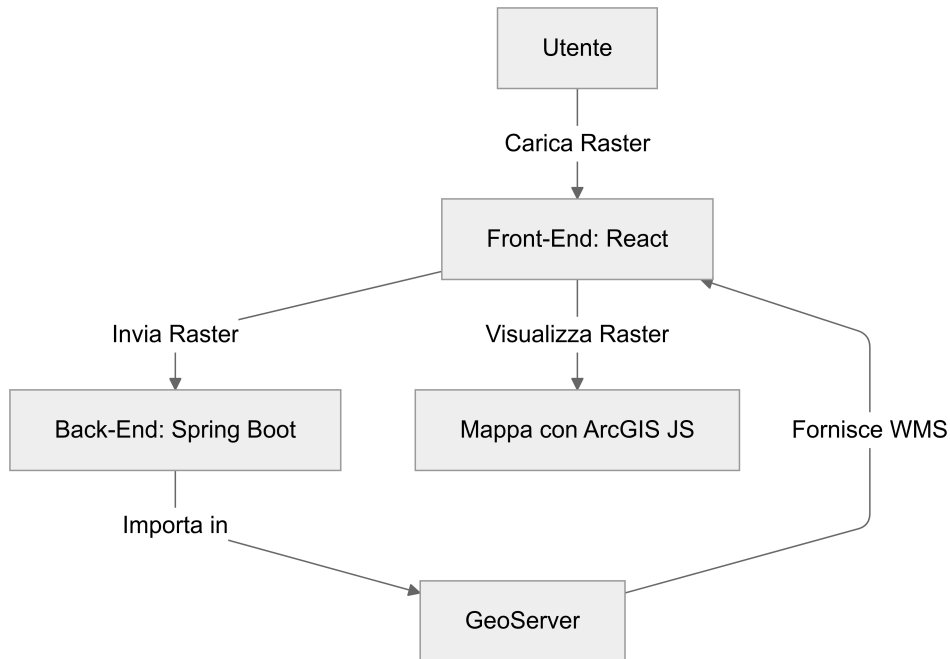 Utente
Carica Raster
Front-End: React
Invia Raster
Visualizza Raster
Back-End: Spring Boot
Mappa con ArcGIS JS
Fornisce WMS
Importa in
GeoServer